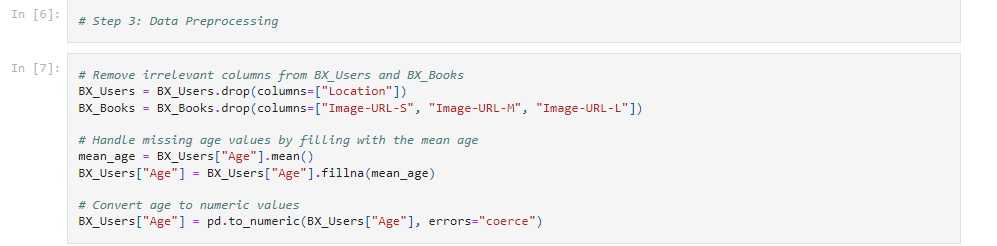 In [6]:
# Step 3: Data Preprocessing
In [7]:
# Remove irrelevant columns from BX_Users and BX_Books
BX_Users = BX_Users.drop(columns=["Location"])
BX_Books = BX_Books.drop(columns=["Image-URL-S", "Image-URL-M", "Image-URL-L"])
# Handle missing age values by filling with the mean age
mean_age = BX_Users["Age"].mean()
BX_Users["Age"] = BX_Users["Age"].fillna(mean_age)
# Convert age to numeric values
BX_Users["Age"] = pd.to_numeric(BX_Users["Age"], errors="coerce")